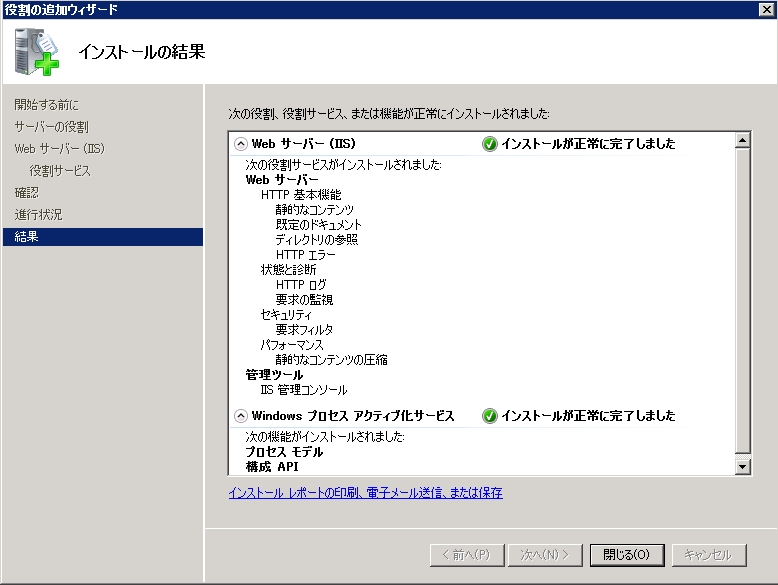 役割の追加ウィザード
インストールの結果
開始する前に
サーバーの役割
Web サーバー (IIS)
役割サービス
確認
進行状況
結果
次の役割、役割サービス、または機能が正常にインストールされました:
Web サーバー (IIS) インストールが正常に完了しました
次の役割サービスがインストールされました:
Web サーバー
HTTP 基本機能
静的なコンテンツ
既定のドキュメント
ディレクトリの参照
HTTP エラー
状態と診断
HTTP ログ
要求の監視
セキュリティ
要求フィルタ
パフォーマンス
静的なコンテンツの圧縮
管理ツール
IIS 管理コンソール
Windows プロセス アクティブ化サービス インストールが正常に完了しました
次の機能がインストールされました:
プロセス モデル
構成 API
インストール レポートの印刷、電子メール送信、または保存
< 前へ(P) 次へ(N) > 閉じる(O) キャンセル